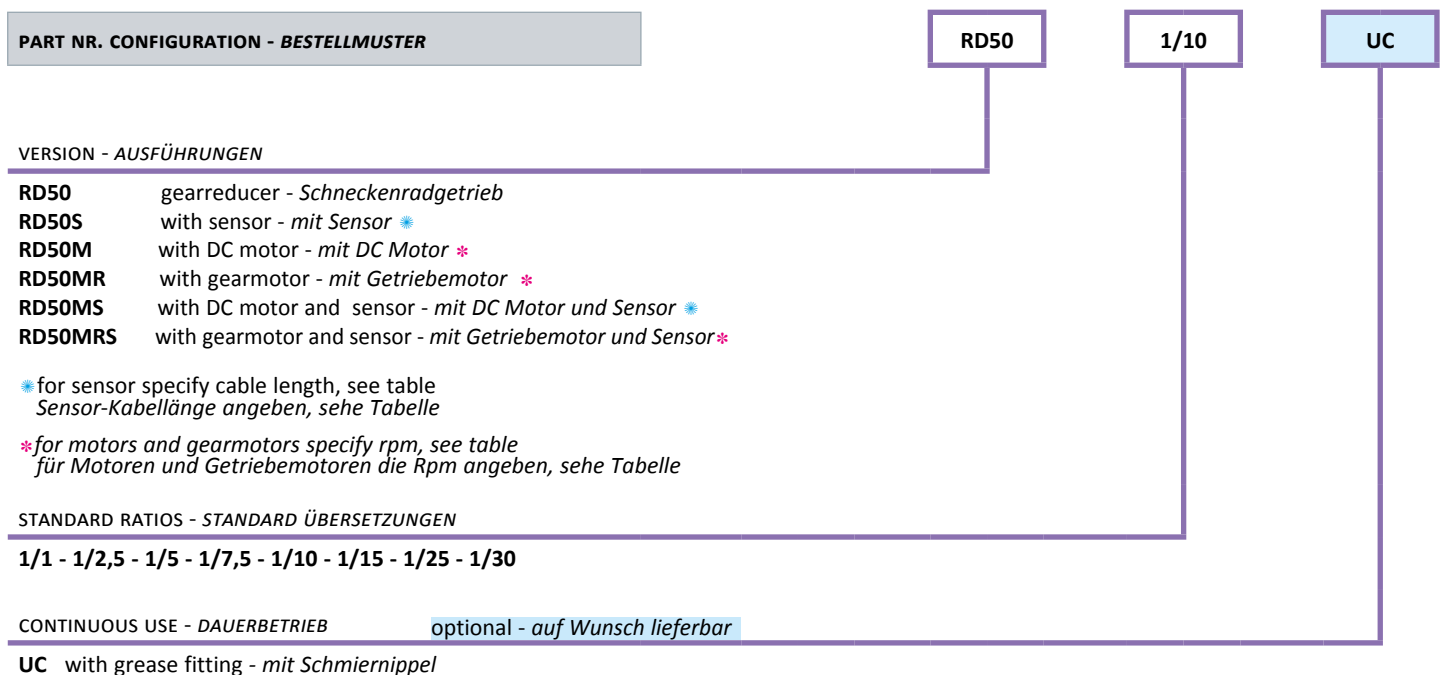 PART NR. CONFIGURATION - BESTELLMUSTER RD50 1/10 UC
VERSION - AUSFÜHRUNGEN
RD50 gearreducer - Schneckenradgetrieb
RD50S with sensor - mit Sensor ✺
RD50M with DC motor - mit DC Motor ✻
RD50MR with gearmotor - mit Getriebemotor ✻
RD50MS with DC motor and sensor - mit DC Motor und Sensor ✺
RD50MRS with gearmotor and sensor - mit Getriebemotor und Sensor✻
✺for sensor specify cable length, see table
Sensor-Kabellänge angeben, sehe Tabelle
✻for motors and gearmotors specify rpm, see table
für Motoren und Getriebemotoren die Rpm angeben, sehe Tabelle
STANDARD RATIOS - STANDARD ÜBERSETZUNGEN
1/1 - 1/2,5 - 1/5 - 1/7,5 - 1/10 - 1/15 - 1/25 - 1/30
CONTINUOUS USE - DAUERBETRIEB optional - auf Wunsch lieferbar
UC with grease fitting - mit Schmiernippel